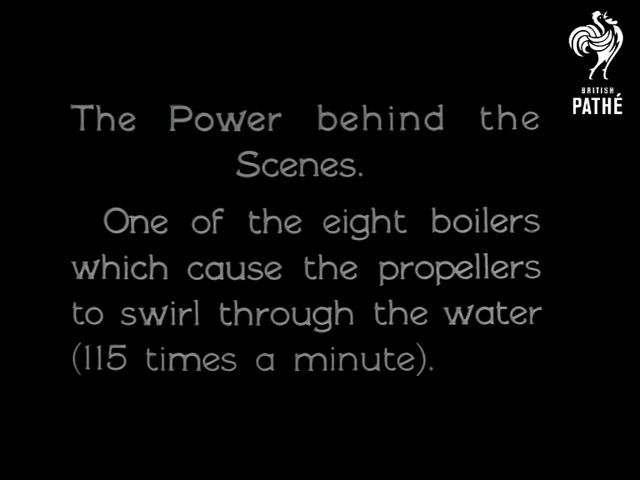 BRITISH
PATHÉ
The Power behind the
Scenes.
One of the eight boilers
which cause the propellers
to swirl through the water
(115 times a minute).